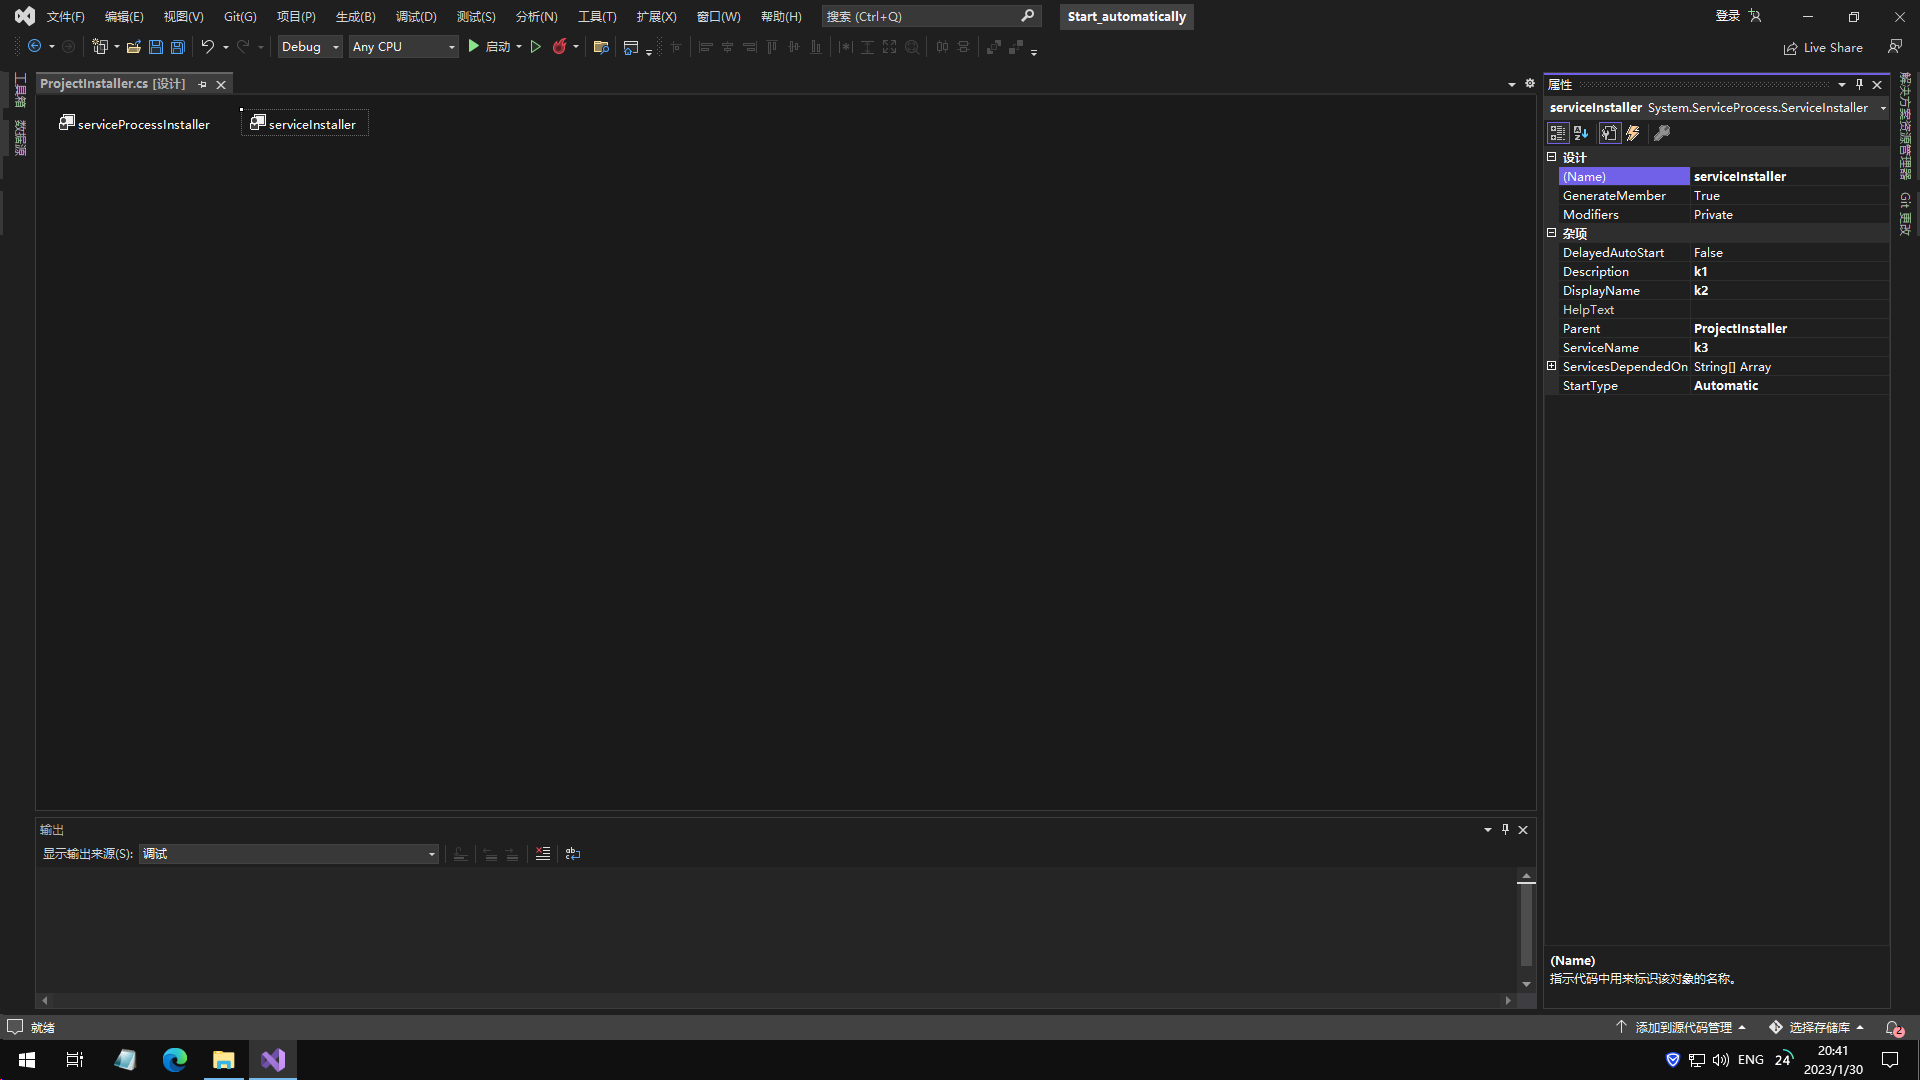 文件(F) 编辑(E) 视图(V) Git(G) 项目(P) 生成(B) 调试(D) 测试(S) 分析(N) 工具(T) 扩展(X) 窗口(W) 帮助(H) 搜索 (Ctrl+Q) Start_automatically 登录
Debug Any CPU 启动 Live Share
工具箱
数据源
ProjectInstaller.cs [设计]
serviceProcessInstaller serviceInstaller
属性
serviceInstaller System.ServiceProcess.ServiceInstaller
设计
(Name) serviceInstaller
GenerateMember True
Modifiers Private
杂项
DelayedAutoStart False
Description k1
DisplayName k2
HelpText
Parent ProjectInstaller
ServiceName k3
ServicesDependedOn String[] Array
StartType Automatic
(Name)
指示代码中用来标识该对象的名称。
解决方案资源管理器
Git 更改
输出
显示输出来源(S): 调试
就绪 添加到源代码管理 选择存储库 2
ENG 24 20:41
2023/1/30